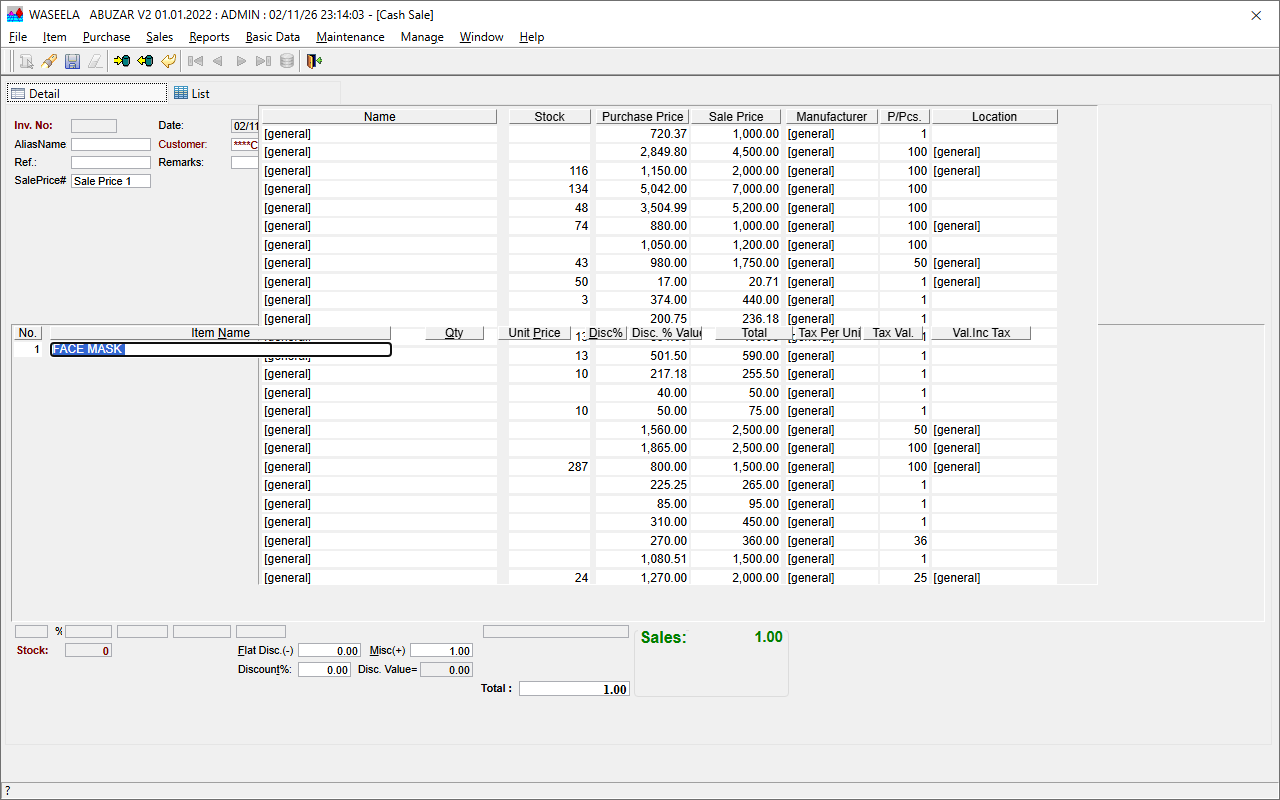 WASEELA ABUZAR V2 01.01.2022 : ADMIN : 02/11/26 23:14:03 - [Cash Sale]
File Item Purchase Sales Reports Basic Data Maintenance Manage Window Help
Detail List
Inv. No: Date: 02/11
AliasName Customer: ****C
Ref.: Remarks:
SalePrice# Sale Price 1
Name Stock Purchase Price Sale Price Manufacturer P/Pcs. Location
[general] 720.37 1,000.00 [general] 1
[general] 2,849.80 4,500.00 [general] 100 [general]
[general] 116 1,150.00 2,000.00 [general] 100 [general]
[general] 134 5,042.00 7,000.00 [general] 100
[general] 48 3,504.99 5,200.00 [general] 100
[general] 74 880.00 1,000.00 [general] 100 [general]
[general] 1,050.00 1,200.00 [general] 100
[general] 43 980.00 1,750.00 [general] 50 [general]
[general] 50 17.00 20.71 [general] 1 [general]
[general] 3 374.00 440.00 [general] 1
[general] 200.75 236.18 [general] 1
No. Item Name Qty Unit Price Disc% Disc. % Valu Total Tax Per Uni Tax Val. Val.Inc Tax
1 FACE MASK
13 501.50 590.00 [general] 1
[general] 10 217.18 255.50 [general] 1
[general] 40.00 50.00 [general] 1
[general] 10 50.00 75.00 [general] 1
[general] 1,560.00 2,500.00 [general] 50 [general]
[general] 1,865.00 2,500.00 [general] 100 [general]
[general] 287 800.00 1,500.00 [general] 100 [general]
[general] 225.25 265.00 [general] 1
[general] 85.00 95.00 [general] 1
[general] 310.00 450.00 [general] 1
[general] 270.00 360.00 [general] 36
[general] 1,080.51 1,500.00 [general] 1
[general] 24 1,270.00 2,000.00 [general] 25 [general]
%
Sales: 1.00
Stock: 0 Flat Disc.(-) 0.00 Misc(+) 1.00
Discount%: 0.00 Disc. Value= 0.00
Total : 1.00
?